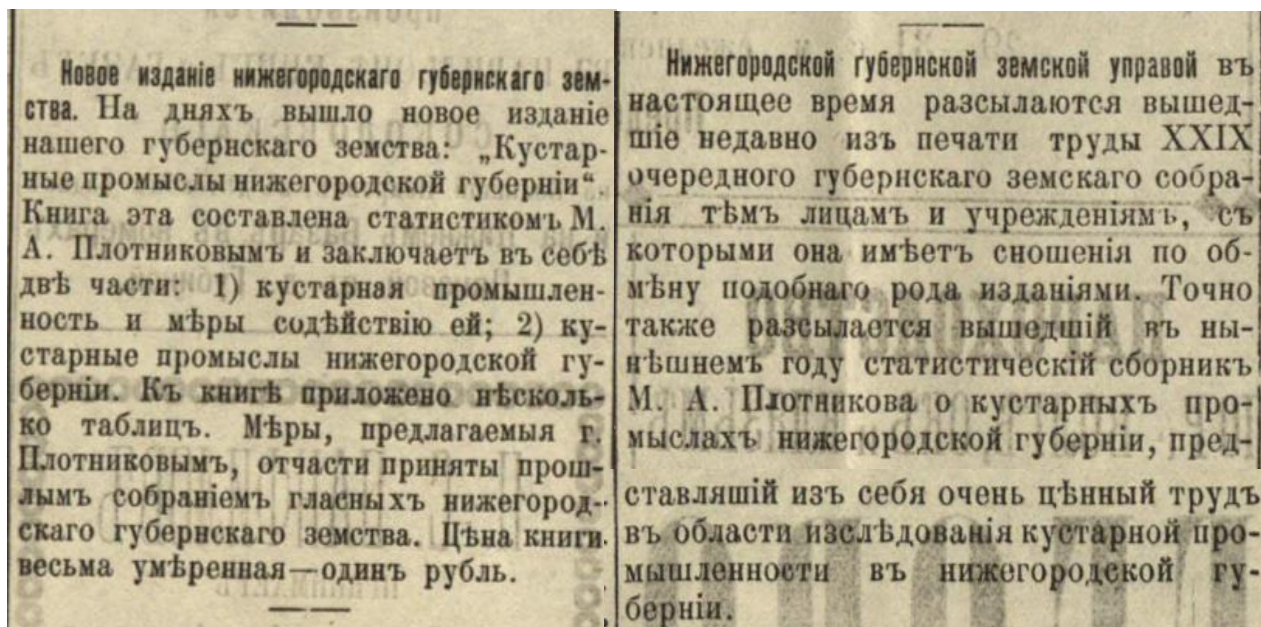 Новое изданіе нижегородскаго губернскаго зем-
ства. На дняхъ вышло новое изданіе
нашего губернскаго земства: „Кустар-
ные промыслы нижегородской губерніи“.
Книга эта составлена статистикомъ М.
А. Плотниковымъ и заключаетъ въ себѣ
двѣ части: 1) кустарная промышлен-
ность и мѣры содѣйствію ей; 2) ку-
старные промыслы нижегородской гу-
берніи. Къ книгѣ приложено нѣсколь-
ко таблицъ. Мѣры, предлагаемыя г.
Плотниковымъ, отчасти приняты прош-
лымъ собраніемъ гласныхъ нижегород-
скаго губернскаго земства. Цѣна книги
весьма умѣренная—одинъ рубль.
Нижегородской губернской земской управой въ
настоящее время разсылаются вышед-
шіе недавно изъ печати труды XXIX
очередного губернскаго земскаго собра-
нія тѣмъ лицамъ и учрежденіямъ, съ
которыми она имѣетъ сношенія по об-
мѣну подобнаго рода изданіями. Точно
также разсылается вышедшій въ ны-
нѣшнемъ году статистическій сборникъ
М. А. Плотникова о кустарныхъ про-
мыслахъ нижегородской губерніи, пред-
ставляшій изъ себя очень цѣнный трудъ
въ области изслѣдованія кустарной про-
мышленности въ нижегородской гу-
берніи.